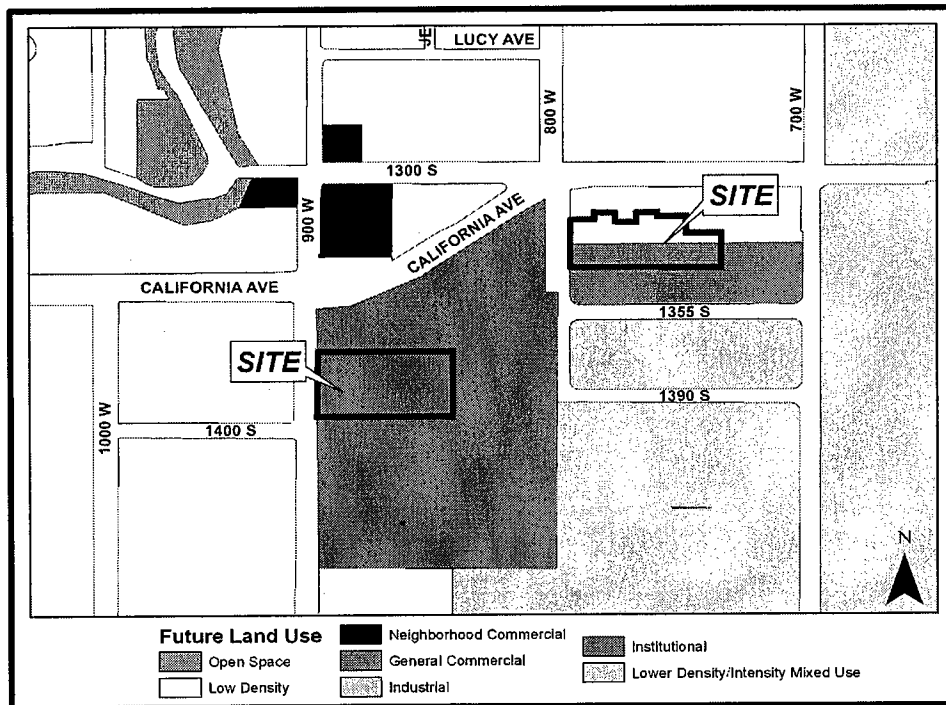 JE
LUCY AVE
800 W
700 W
1300 S
SITE
900 W
CALIFORNIA AVE
CALIFORNIA AVE
1355 S
SITE
1390 S
1000 W
1400 S
N
Future Land Use
Open Space
Low Density
Neighborhood Commercial
General Commercial
Industrial
Institutional
Lower Density/Intensity Mixed Use